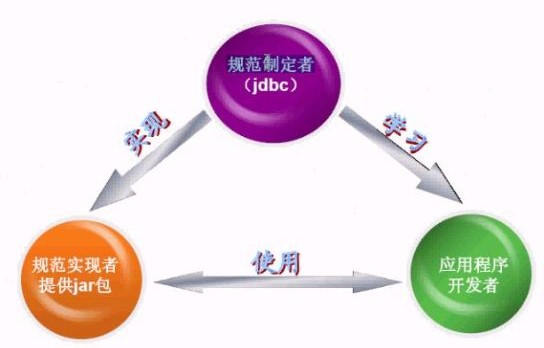 规范制定者
（jdbc）
实现
学习
规范实现者
提供jar包
使用
应用程序
开发者